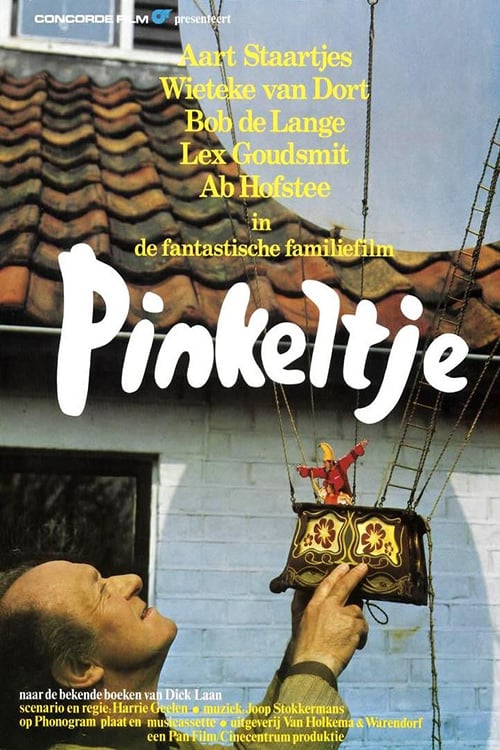 CONCORDE FILM presenteert
Aart Staartjes
Wieteke van Dort
Bob de Lange
Lex Goudsmit
Ab Hofstee
in
de fantastische familiefilm
Pinkeltje
naar de bekende boeken van Dick Laan
scenario en regie: Harrie Geelen • muziek: Joop Stokkermans
op Phonogram plaat en musicassette • uitgeverij Van Holkema & Warendorf
een Pan Film/Cinecentrum produktie